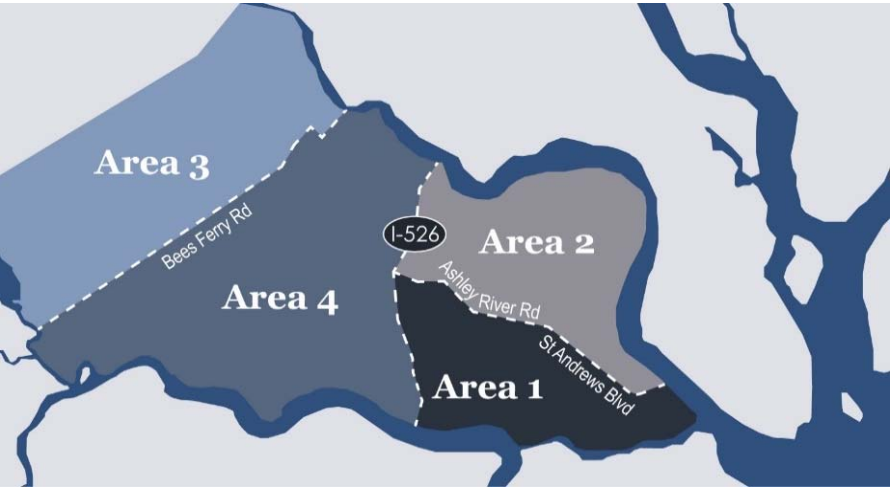 Area 3
Bees Ferry Rd
I-526
Area 2
Area 4
Ashley River Rd
St Andrews Blvd
Area 1